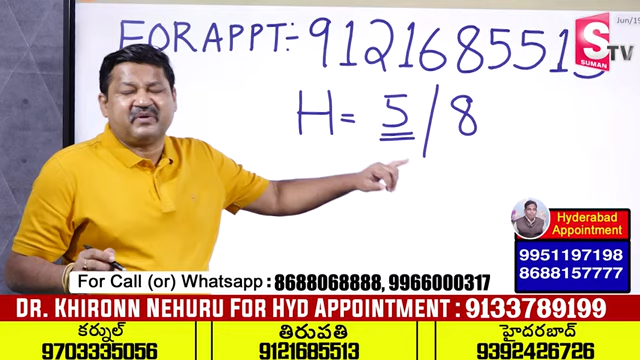 Jun/19
FOR APPT:- 9121685513
S
SUMAN TV
H = 5 / 8
Hyderabad
Appointment
9951197198
8688157777
For Call (or) Whatsapp : 8688068888, 9966000317
DR. KHIRONN NEHURU FOR HYD APPOINTMENT : 9133789199
కర్నుల్ తిరుపతి హైదరబాద్
9703335056 9121685513 9392426726